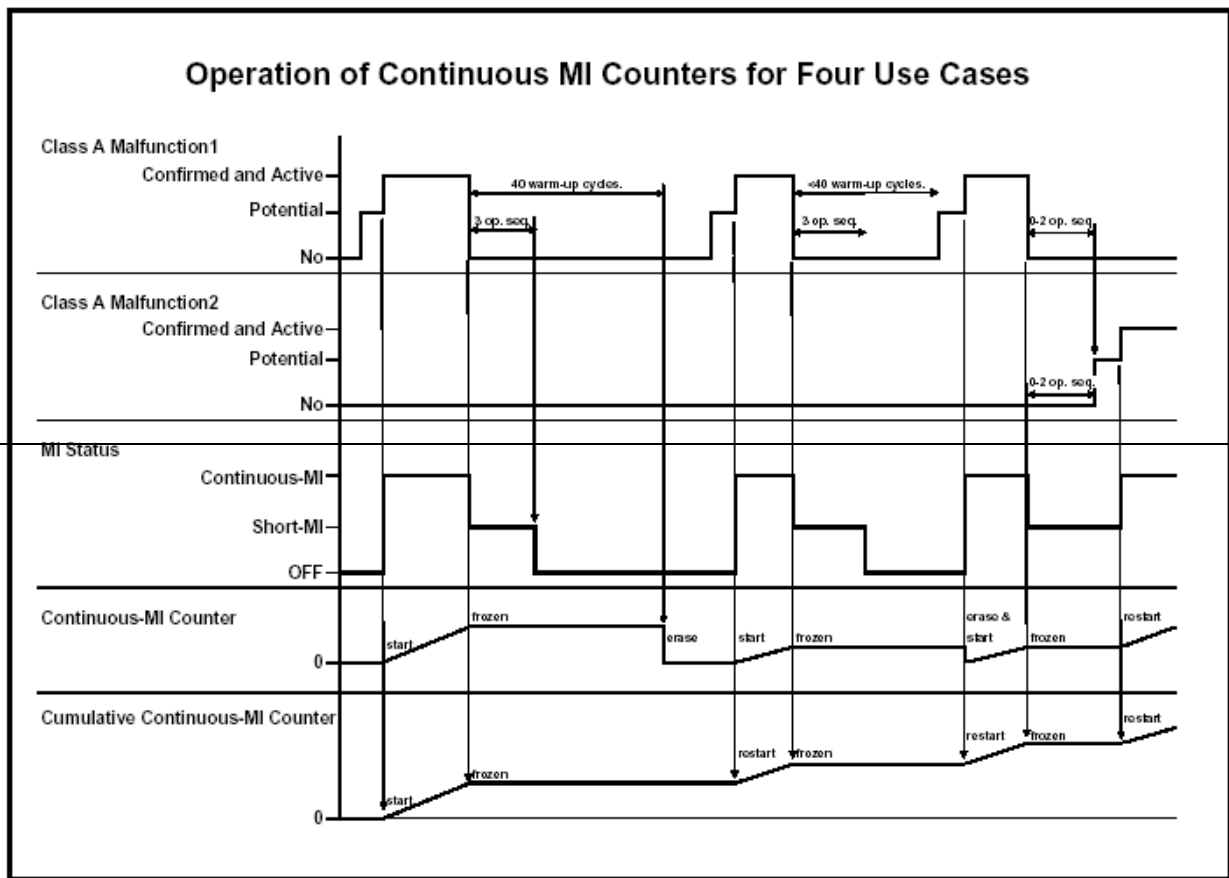 Operation of Continuous MI Counters for Four Use Cases
Class A Malfunction1
Confirmed and Active
40 warm-up cycles.
<40 warm-up cycles.
Potential
3 op. seq.
3 op. seq.
0-2 op. seq.
No
Class A Malfunction2
Confirmed and Active
Potential
0-2 op. seq.
No
MI Status
Continuous-MI
Short-MI
OFF
Continuous-MI Counter
start
frozen
erase
start
frozen
erase &
start
frozen
restart
0
Cumulative Continuous-MI Counter
start
frozen
restart
frozen
restart
frozen
restart
0